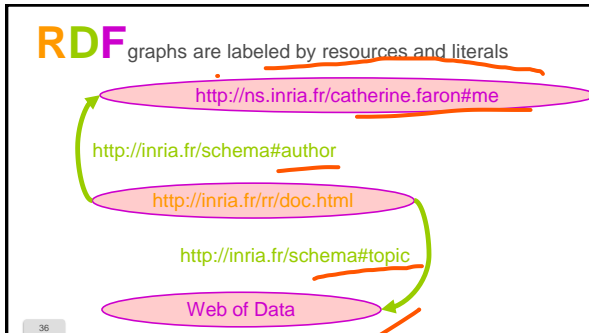 RDF graphs are labeled by resources and literals
http://ns.inria.fr/catherine.faron#me
http://inria.fr/schema#author
http://inria.fr/rr/doc.html
http://inria.fr/schema#topic
Web of Data
36